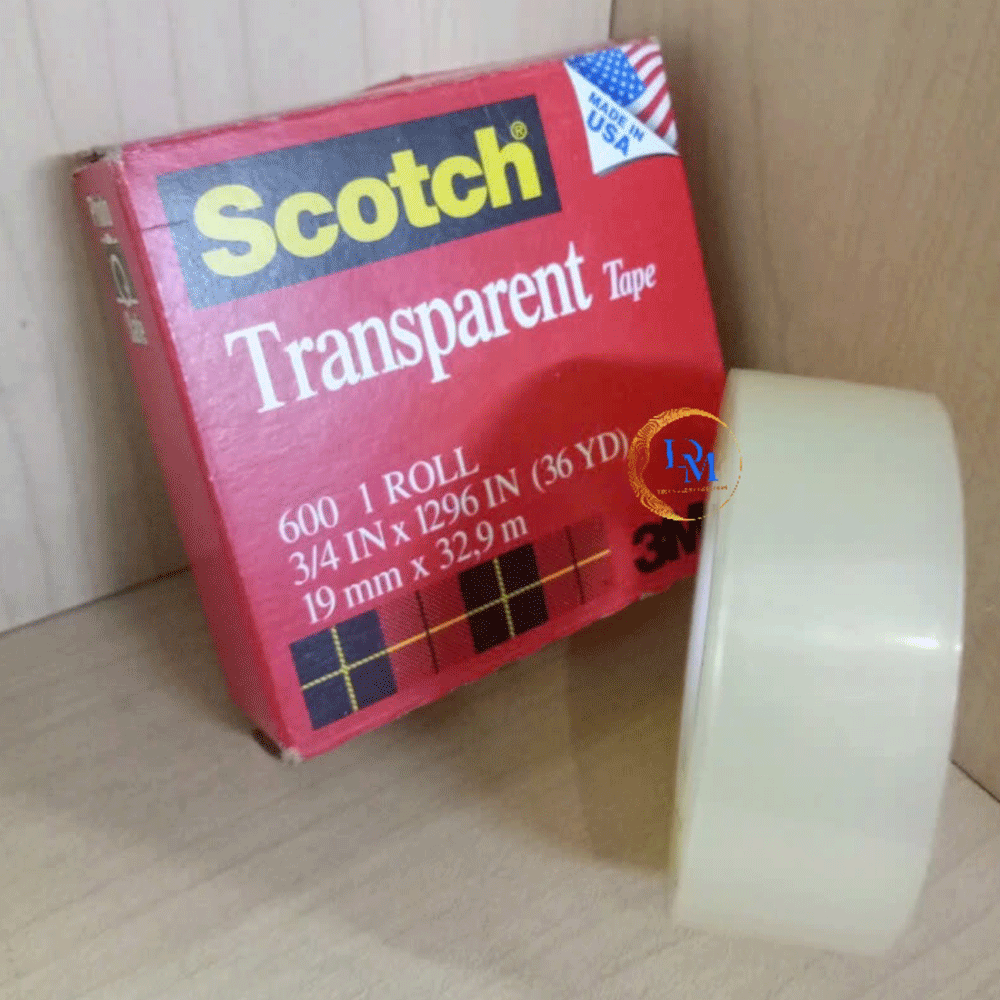 Scotch®
MADE IN
USA
Transparent Tape
600 1 ROLL
3/4 IN x 1296 IN (36 YD)
19 mm x 32,9 m
3M
DM